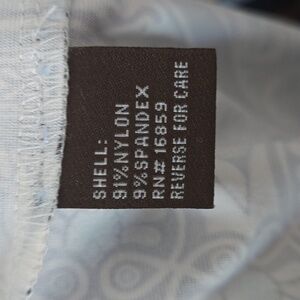 SHELL:
91%NYLON
9%SPANDEX
RN# 16859
REVERSE FOR CARE